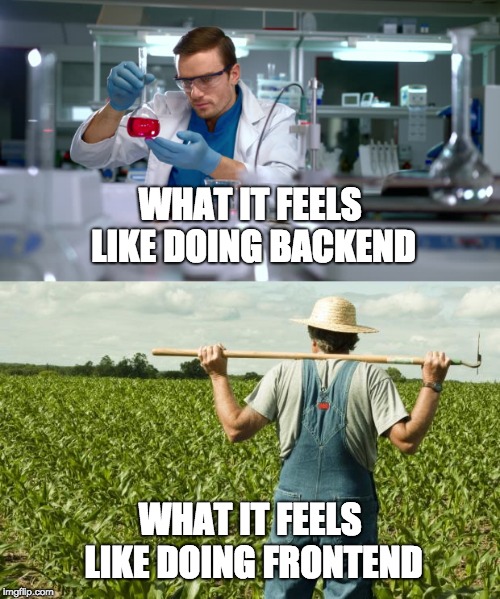 WHAT IT FEELS
LIKE DOING BACKEND
WHAT IT FEELS
LIKE DOING FRONTEND
imgflip.com